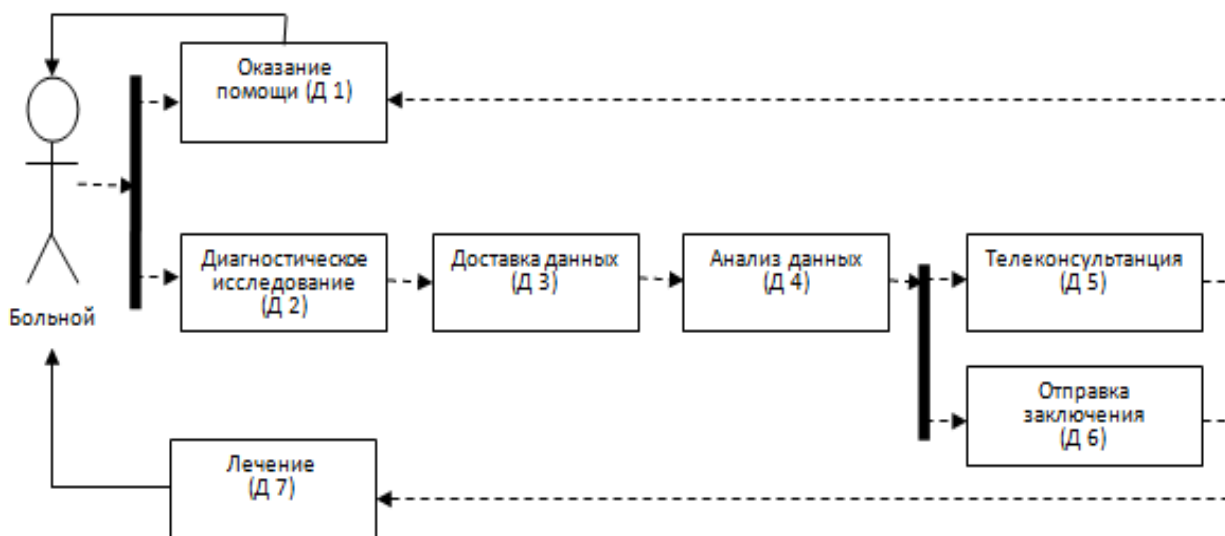 Оказание
помощи (Д 1)
Диагностическое
исследование
(Д 2)
Доставка данных
(Д 3)
Анализ данных
(Д 4)
Телеконсультанция
(Д 5)
Больной
Отправка
заключения
(Д 6)
Лечение
(Д 7)